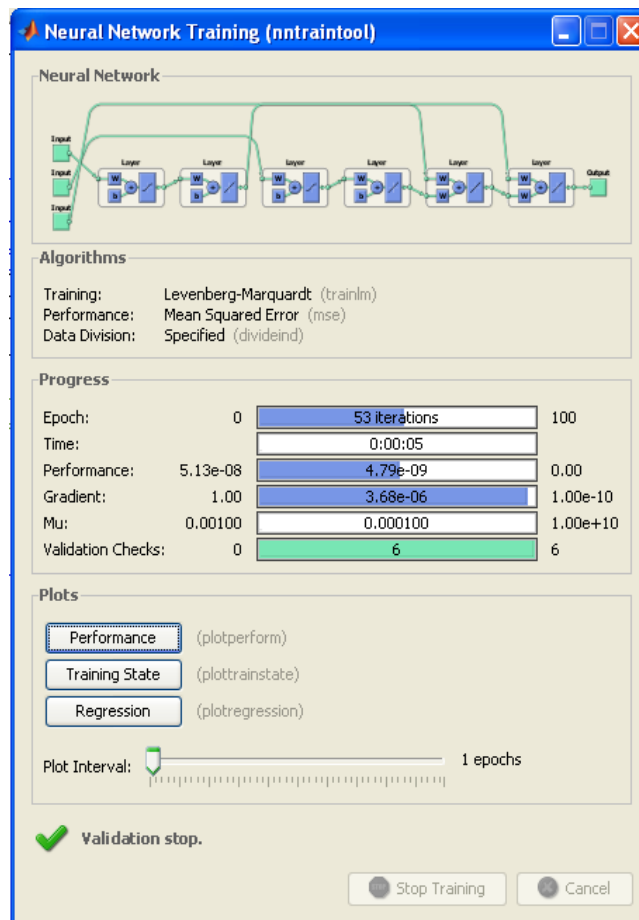 Neural Network Training (nntraintool)
Neural Network
Input
Input
Input
Layer Layer Layer Layer Layer Layer
Output
W W W W W W
b b b b b b
Algorithms
Training: Levenberg-Marquardt (trainlm)
Performance: Mean Squared Error (mse)
Data Division: Specified (divideind)
Progress
Epoch: 0 53 iterations 100
Time: 0:00:05
Performance: 5.13e-08 4.79e-09 0.00
Gradient: 1.00 3.68e-06 1.00e-10
Mu: 0.00100 0.000100 1.00e+10
Validation Checks: 0 6 6
Plots
Performance (plotperform)
Training State (plottrainstate)
Regression (plotregression)
Plot Interval: 1 epochs
Validation stop.
Stop Training Cancel